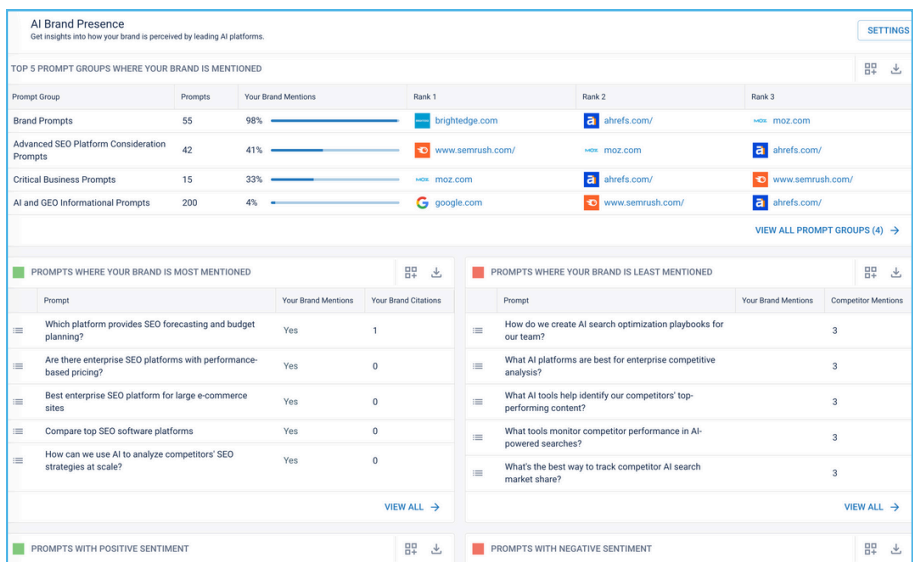 AI Brand Presence
Get insights into how your brand is perceived by leading AI platforms.
SETTINGS
TOP 5 PROMPT GROUPS WHERE YOUR BRAND IS MENTIONED
Prompt Group Prompts Your Brand Mentions Rank 1 Rank 2 Rank 3
Brand Prompts 55 98% brightedge.com a ahrefs.com/ MOZ moz.com
Advanced SEO Platform Consideration
Prompts
42 41% www.semrush.com/ MOZ moz.com a ahrefs.com/
Critical Business Prompts 15 33% MOZ moz.com a ahrefs.com/ www.semrush.com/
AI and GEO Informational Prompts 200 4% G google.com www.semrush.com/ a ahrefs.com/
VIEW ALL PROMPT GROUPS (4) →
PROMPTS WHERE YOUR BRAND IS MOST MENTIONED
Prompt Your Brand Mentions Your Brand Citations
Which platform provides SEO forecasting and budget
planning?
Yes 1
Are there enterprise SEO platforms with performance-
based pricing?
Yes 0
Best enterprise SEO platform for large e-commerce
sites
Yes 0
Compare top SEO software platforms Yes 0
How can we use AI to analyze competitors' SEO
strategies at scale?
Yes 0
VIEW ALL →
PROMPTS WHERE YOUR BRAND IS LEAST MENTIONED
Prompt Your Brand Mentions Competitor Mentions
How do we create AI search optimization playbooks for
our team?
3
What AI platforms are best for enterprise competitive
analysis?
3
What AI tools help identify our competitors' top-
performing content?
3
What tools monitor competitor performance in AI-
powered searches?
3
What's the best way to track competitor AI search
market share?
3
VIEW ALL →
PROMPTS WITH POSITIVE SENTIMENT
PROMPTS WITH NEGATIVE SENTIMENT